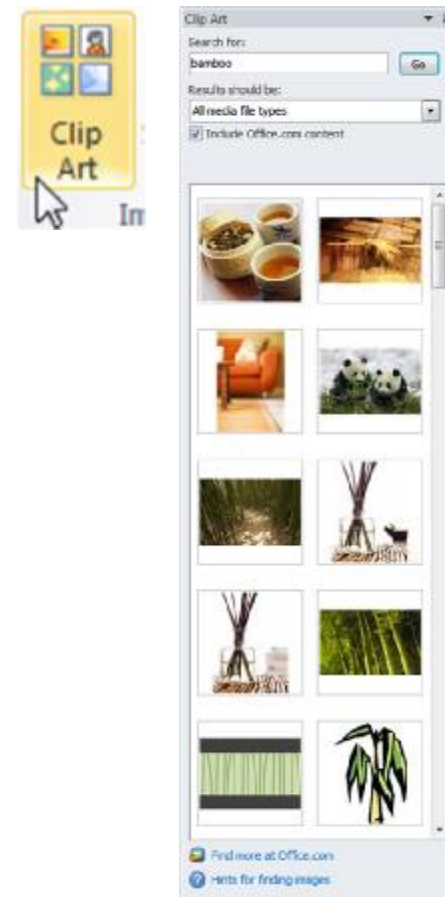 Clip
Art
Im
Clip Art
Search for:
bamboo
Go
Results should be:
All media file types
Include Office.com content
Find more at Office.com
Hints for finding images